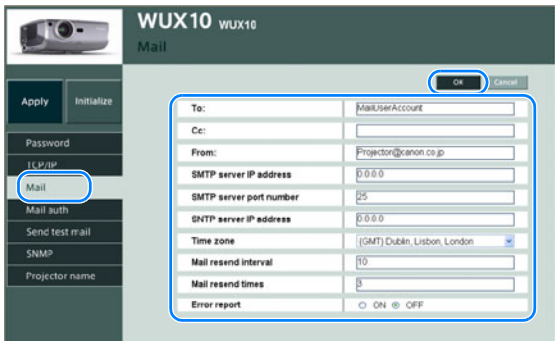 WUX10 WUX10
Mail
OK Cancel
Apply Initialize
Password
TCP/IP
Mail
Mail auth
Send test mail
SNMP
Projector name
To: MailUserAccount
Cc:
From: Projector@canon.co.jp
SMTP server IP address 0.0.0.0
SMTP server port number 25
SNTP server IP address 0.0.0.0
Time zone (GMT) Dublin, Lisbon, London
Mail resend interval 10
Mail resend times 3
Error report ON OFF